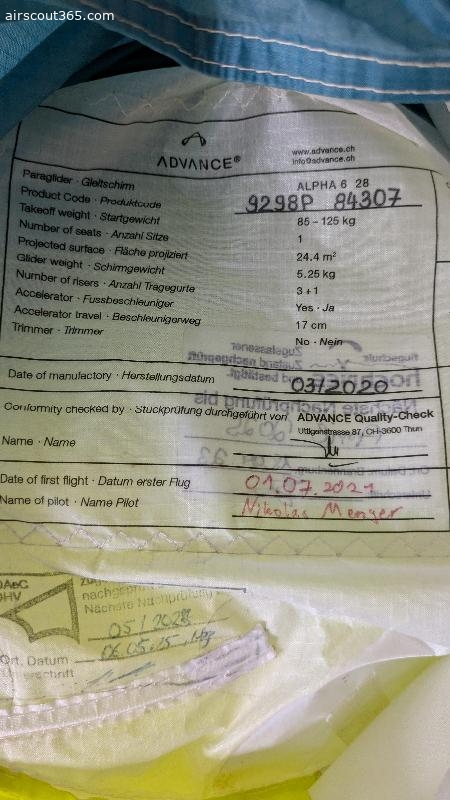 airscout365.com
ADVANCE®
www.advance.ch
info@advance.ch
Paraglider · Gleitschirm ALPHA 6 28
Product Code · Produktcode 9298P 84307
Takeoff weight · Startgewicht 85 – 125 kg
Number of seats · Anzahl Sitze 1
Projected surface · Fläche projiziert 24.4 m²
Glider weight · Schirmgewicht 5.25 kg
Number of risers · Anzahl Tragegurte 3 + 1
Accelerator · Fussbeschleuniger Yes · Ja
Accelerator travel · Beschleunigerweg 17 cm
Trimmer · Trimmer No · Nein
Date of manufactory · Herstellungsdatum 03/2020
Conformity checked by · Stückprüfung durchgeführt von ADVANCE Quality-Check
Uttigenstrasse 87, CH-3600 Thun
Name · Name
Date of first flight · Datum erster Flug 01.07.2021
Name of pilot · Name Pilot Nikolas Menger
DAeC
DHV
Nächste Nachprüfung
05/2028
Ort, Datum 06.05.25,
Unterschrift